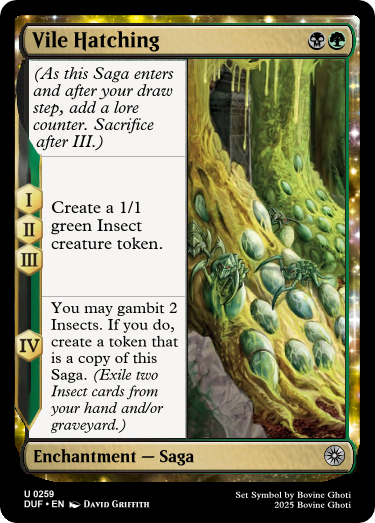 Vile Hatching
(As this Saga enters
and after your draw
step, add a lore
counter. Sacrifice
after III.)
I
II
III
Create a 1/1
green Insect
creature token.
IV
You may gambit 2
Insects. If you do,
create a token that
is a copy of this
Saga. (Exile two
Insect cards from
your hand and/or
graveyard.)
Enchantment — Saga
U 0259
DUF • EN DAVID GRIFFITH
Set Symbol by Bovine Ghoti
2025 Bovine Ghoti